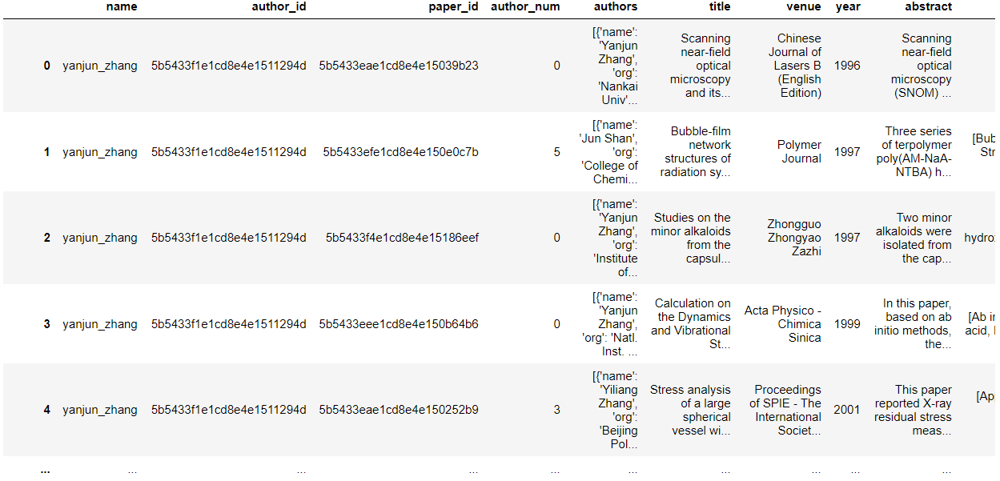 name author_id paper_id author_num authors title venue year abstract
0 yanjun_zhang 5b5433f1e1cd8e4e1511294d 5b5433eae1cd8e4e15039b23 0
[{'name':
'Yanjun
Zhang',
'org':
'Nankai
Univ'...
Scanning
near-field
optical
microscopy
and its...
Chinese
Journal of
Lasers B
(English
Edition)
1996
Scanning
near-field
optical
microscopy
(SNOM) ...
1 yanjun_zhang 5b5433f1e1cd8e4e1511294d 5b5433efe1cd8e4e150e0c7b 5
[{'name':
'Jun Shan',
'org':
'College of
Chemi...
Bubble-film
network
structures of
radiation sy...
Polymer
Journal
1997
Three series
of terpolymer
poly(AM-NaA-
NTBA) h...
[Bub
Str
2 yanjun_zhang 5b5433f1e1cd8e4e1511294d 5b5433f4e1cd8e4e15186eef 0
[{'name':
'Yanjun
Zhang',
'org':
'Institute
of...
Studies on the
minor alkaloids
from the
capsul...
Zhongguo
Zhongyao
Zazhi
1997
Two minor
alkaloids were
isolated from
the cap...
hydro
3 yanjun_zhang 5b5433f1e1cd8e4e1511294d 5b5433eee1cd8e4e150b64b6 0
[{'name':
'Yanjun
Zhang',
'org': 'Natl.
Inst. ...
Calculation on
the Dynamics
and Vibrational
St...
Acta Physico -
Chimica
Sinica
1999
In this paper,
based on ab
initio methods,
the...
[Ab in
acid,
4 yanjun_zhang 5b5433f1e1cd8e4e1511294d 5b5433eae1cd8e4e150252b9 3
[{'name':
'Yiliang
Zhang',
'org':
'Beijing
Pol...
Stress analysis
of a large
spherical
vessel wi...
Proceedings
of SPIE - The
International
Societ...
2001
This paper
reported X-ray
residual stress
meas...
[Ap
... ... ... ... ... ... ... ... ... ...